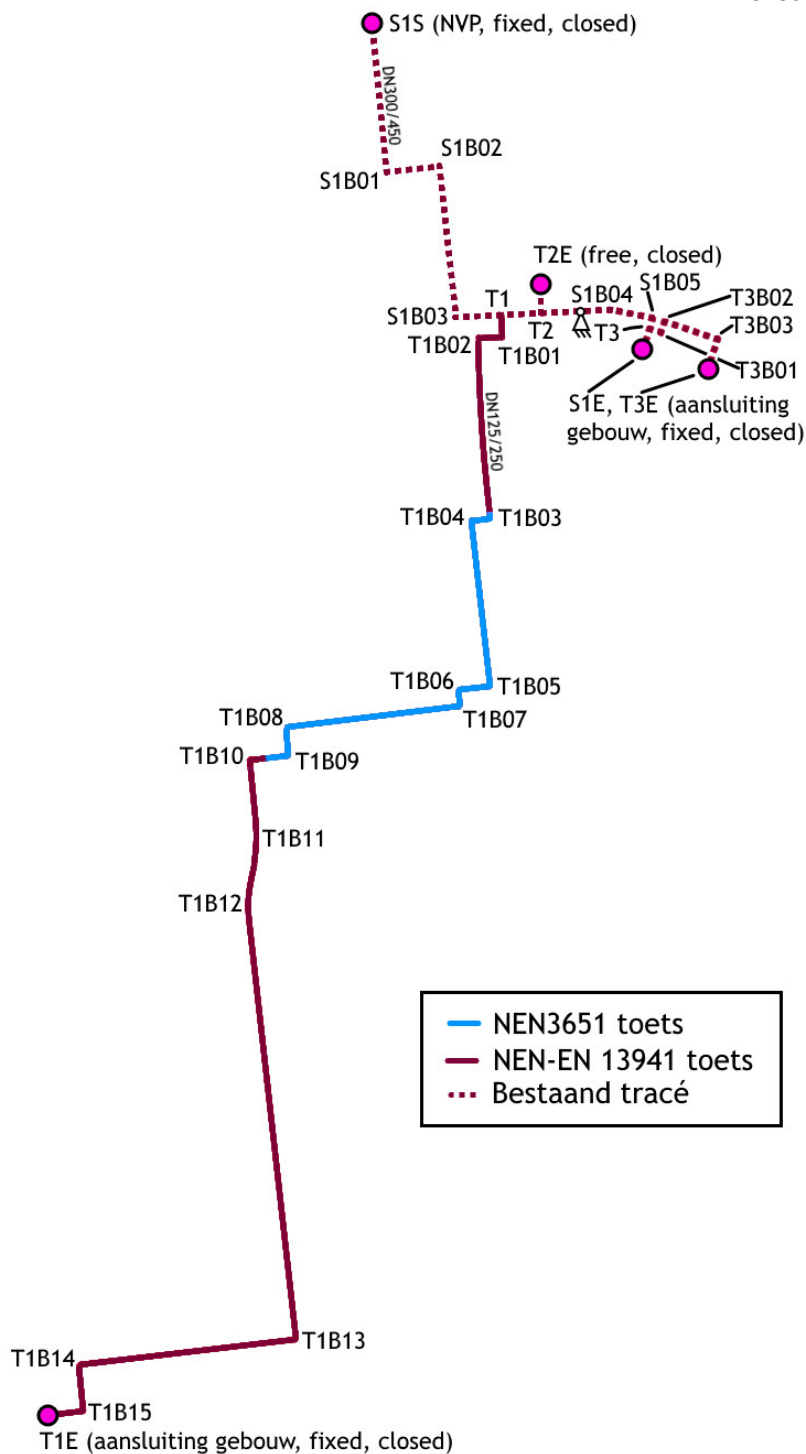 S1S (NVP, fixed, closed)
DN300/450
S1B02
S1B01
T2E (free, closed)
S1B05
S1B04
T3B02
T1
S1B03
T2
T3
T3B03
T1B02
T1B01
T3B01
S1E, T3E (aansluiting
gebouw, fixed, closed)
DN125/250
T1B04
T1B03
T1B06
T1B05
T1B08
T1B07
T1B10
T1B09
T1B11
T1B12
NEN3651 toets
NEN-EN 13941 toets
Bestaand tracé
T1B13
T1B14
T1B15
T1E (aansluiting gebouw, fixed, closed)